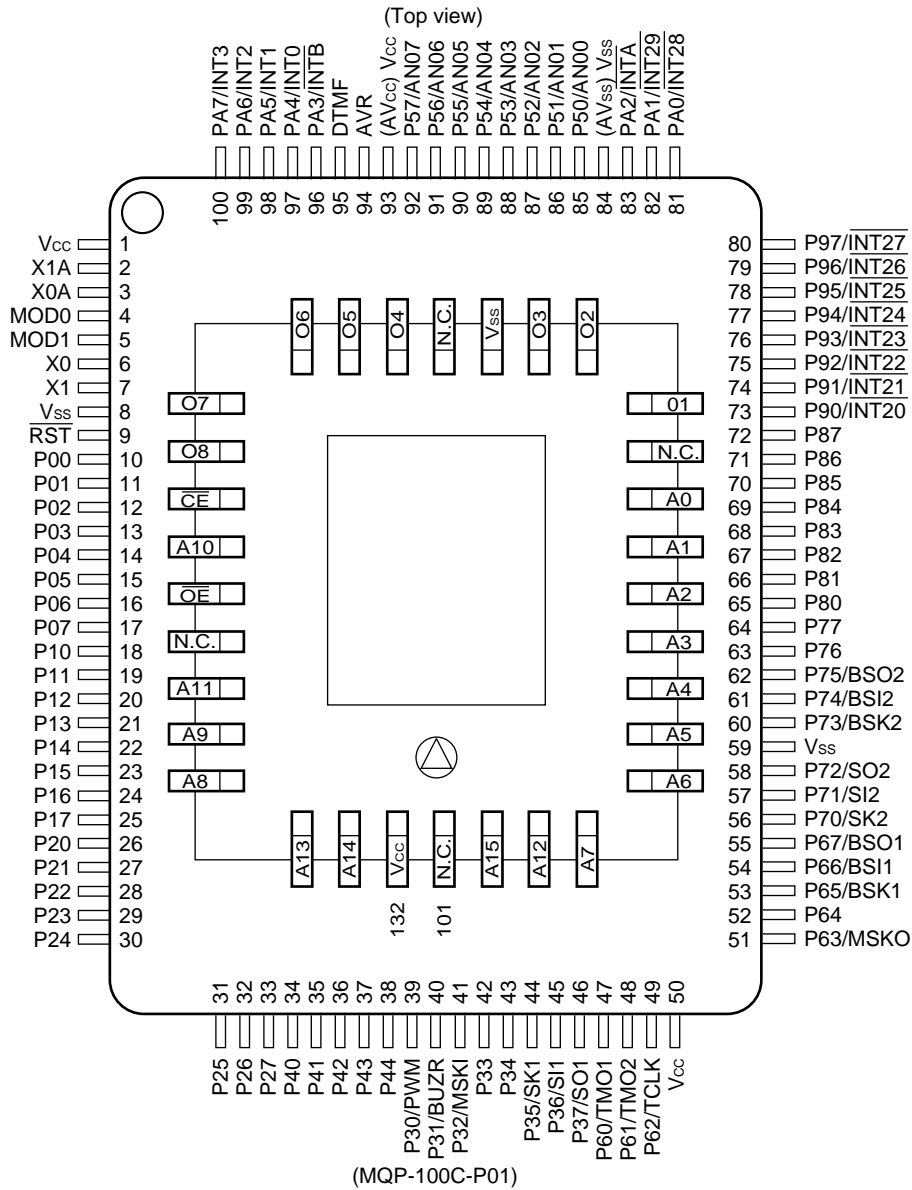 (Top view)
PA7/INT3
PA6/INT2
PA5/INT1
PA4/INT0
PA3/INTB
DTMF
AVR
(AVcc) Vcc
P57/AN07
P56/AN06
P55/AN05
P54/AN04
P53/AN03
P52/AN02
P51/AN01
P50/AN00
(AVss) Vss
PA2/INTA
PA1/INT29
PA0/INT28
100 99 98 97 96 95 94 93 92 91 90 89 88 87 86 85 84 83 82 81
Vcc 1
X1A 2
X0A 3
MOD0 4
MOD1 5
X0 6
X1 7
Vss 8
RST 9
P00 10
P01 11
P02 12
P03 13
P04 14
P05 15
P06 16
P07 17
P10 18
P11 19
P12 20
P13 21
P14 22
P15 23
P16 24
P17 25
P20 26
P21 27
P22 28
P23 29
P24 30
O6 O5 O4 N.C. Vss O3 O2
O7
O8
CE
A10
OE
N.C.
A11
A9
A8
01
N.C.
A0
A1
A2
A3
A4
A5
A6
A13 A14 Vcc N.C. A15 A12 A7
132 101
80 P97/INT27
79 P96/INT26
78 P95/INT25
77 P94/INT24
76 P93/INT23
75 P92/INT22
74 P91/INT21
73 P90/INT20
72 P87
71 P86
70 P85
69 P84
68 P83
67 P82
66 P81
65 P80
64 P77
63 P76
62 P75/BSO2
61 P74/BSI2
60 P73/BSK2
59 Vss
58 P72/SO2
57 P71/SI2
56 P70/SK2
55 P67/BSO1
54 P66/BSI1
53 P65/BSK1
52 P64
51 P63/MSKO
31 32 33 34 35 36 37 38 39 40 41 42 43 44 45 46 47 48 49 50
P25
P26
P27
P40
P41
P42
P43
P44
P30/PWM
P31/BUZR
P32/MSKI
P33
P34
P35/SK1
P36/SI1
P37/SO1
P60/TMO1
P61/TMO2
P62/TCLK
Vcc
(MQP-100C-P01)